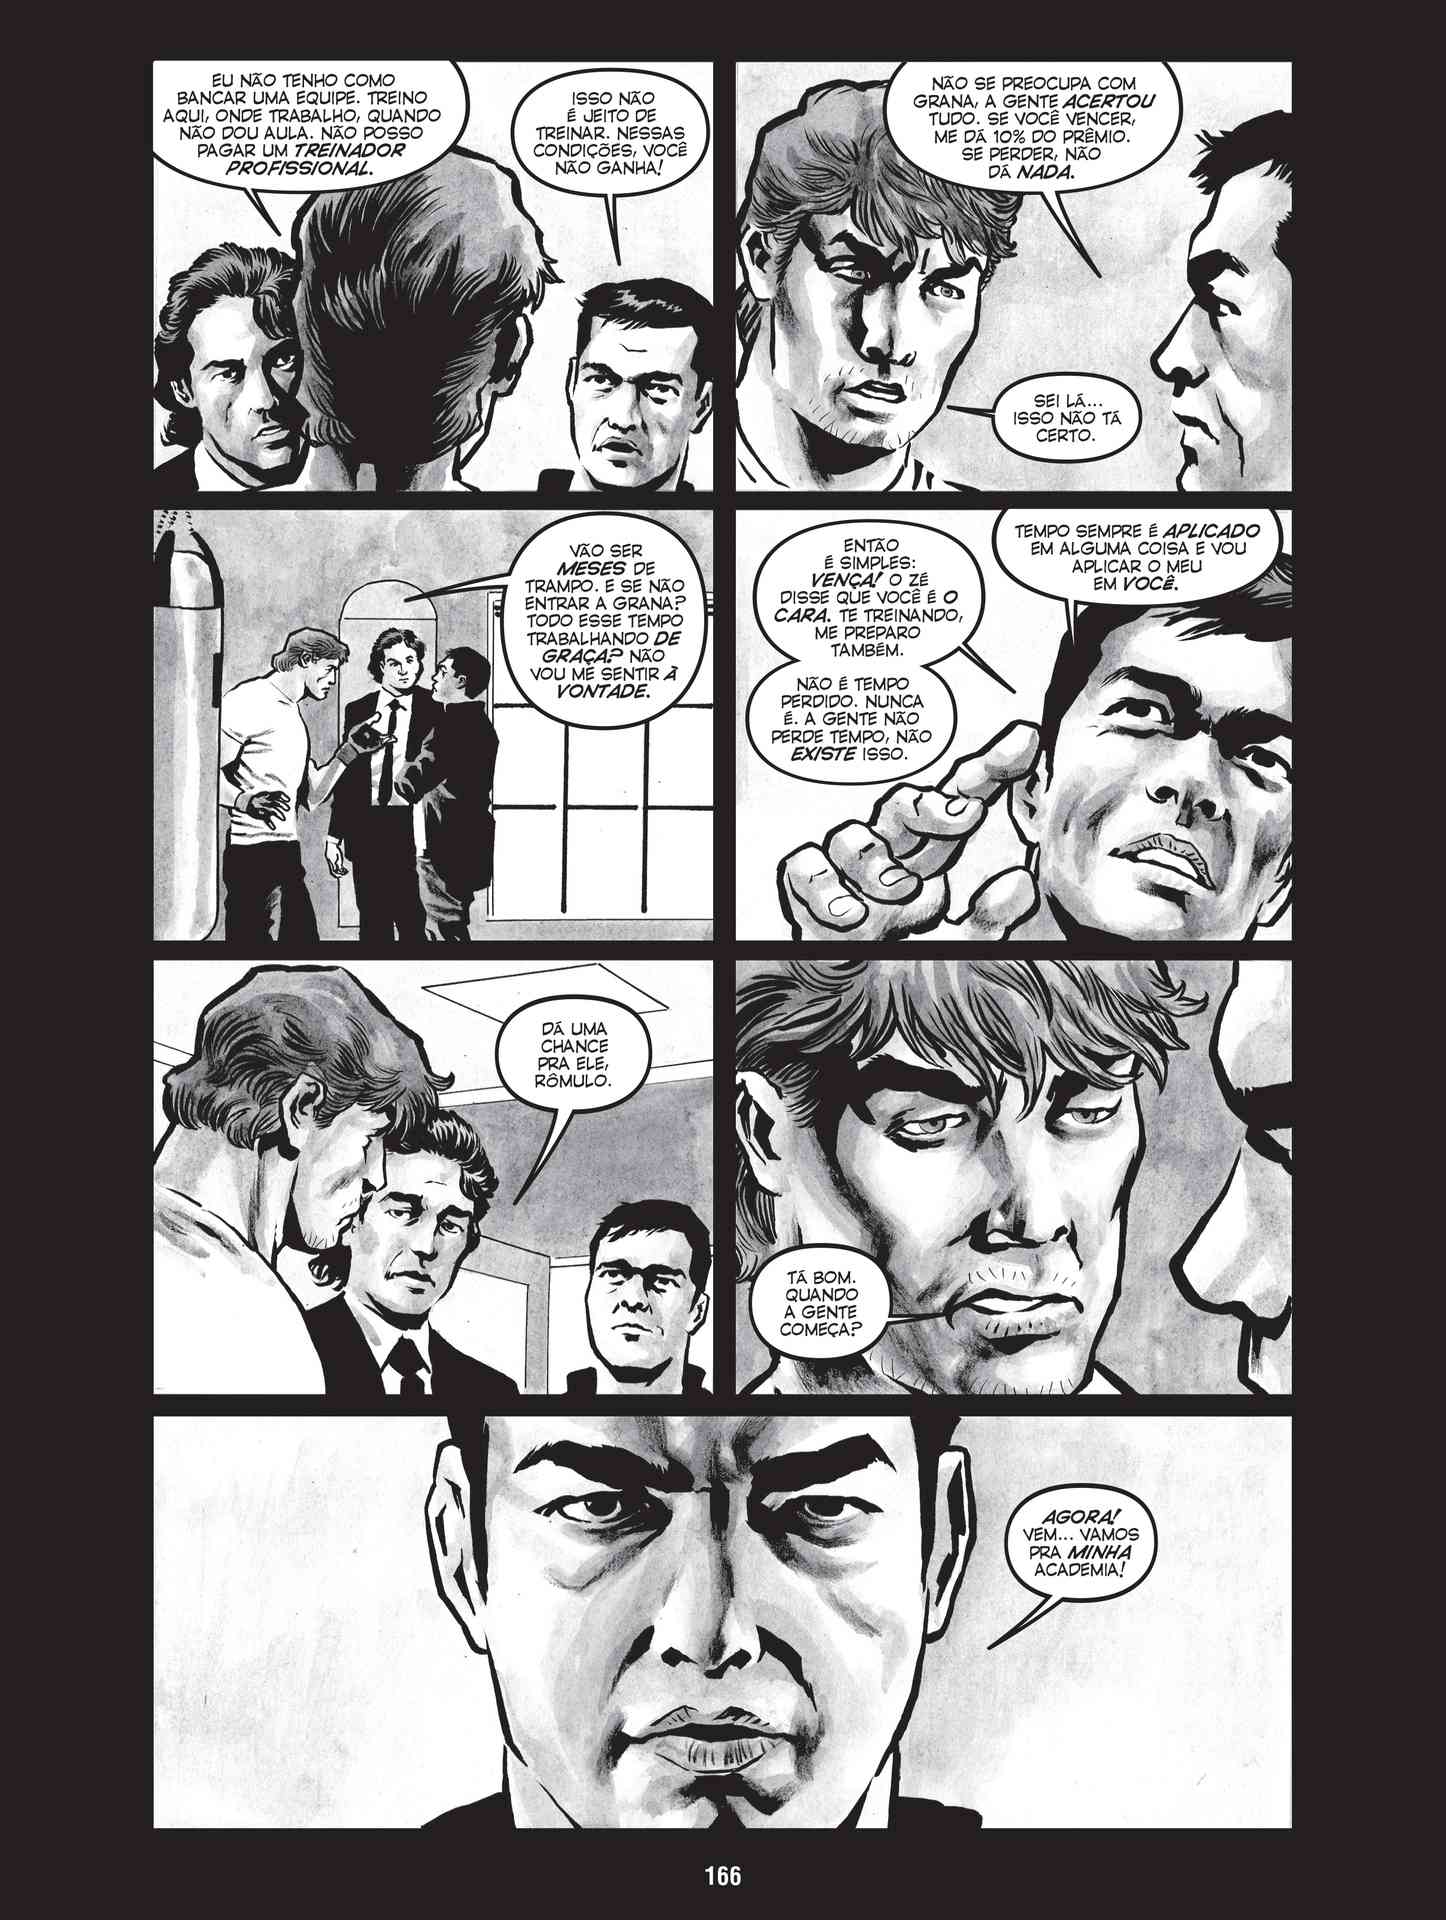 EU NÃO TENHO COMO
BANCAR UMA EQUIPE. TREINO
AQUI, ONDE TRABALHO, QUANDO
NÃO DOU AULA. NÃO POSSO
PAGAR UM TREINADOR
PROFISSIONAL.
ISSO NÃO
É JEITO DE
TREINAR. NESSAS
CONDIÇÕES, VOCÊ
NÃO GANHA!
NÃO SE PREOCUPA COM
GRANA, A GENTE ACERTOU
TUDO. SE VOCÊ VENCER,
ME DÁ 10% DO PRÊMIO.
SE PERDER, NÃO
DÁ NADA.
SEI LÁ...
ISSO NÃO TÁ
CERTO.
VÃO SER
MESES DE
TRAMPO. E SE NÃO
ENTRAR A GRANA?
TODO ESSE TEMPO
TRABALHANDO DE
GRAÇA? NÃO
VOU ME SENTIR À
VONTADE.
ENTÃO
É SIMPLES:
VENÇA! O ZÉ
DISSE QUE VOCÊ É O
CARA. TE TREINANDO,
ME PREPARO
TAMBÉM.
NÃO É TEMPO
PERDIDO. NUNCA
É. A GENTE NÃO
PERDE TEMPO, NÃO
EXISTE ISSO.
TEMPO SEMPRE É APLICADO
EM ALGUMA COISA E VOU
APLICAR O MEU
EM VOCÊ.
DÁ UMA
CHANCE
PRA ELE,
RÔMULO.
TÁ BOM.
QUANDO
A GENTE
COMEÇA?
AGORA!
VEM... VAMOS
PRA MINHA
ACADEMIA!
166